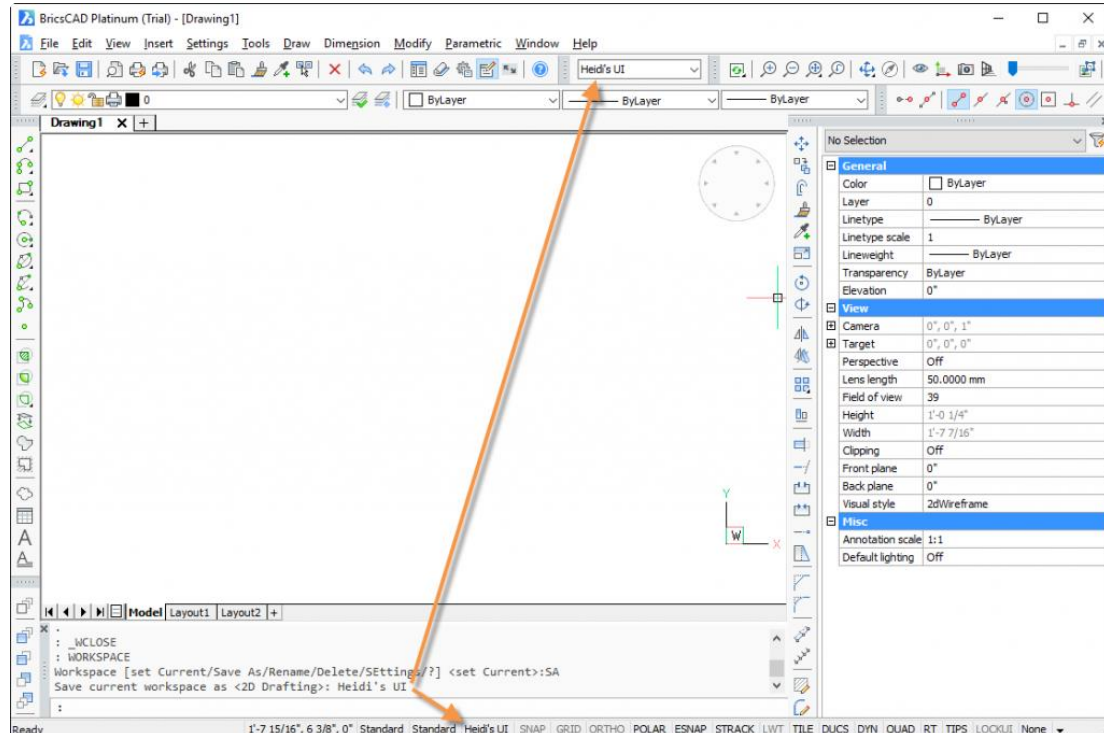 BricsCAD Platinum (Trial) - [Drawing1]
File Edit View Insert Settings Tools Draw Dimension Modify Parametric Window Help
Heidi's UI
0 ByLayer ByLayer ByLayer
Drawing1 X +
No Selection
General
Color ByLayer
Layer 0
Linetype ByLayer
Linetype scale 1
Lineweight ByLayer
Transparency ByLayer
Elevation 0"
View
Camera 0", 0", 1"
Target 0", 0", 0"
Perspective Off
Lens length 50.0000 mm
Field of view 39
Height 1'-0 1/4"
Width 1'-7 7/16"
Clipping Off
Front plane 0"
Back plane 0"
Visual style 2dWireframe
Misc
Annotation scale 1:1
Default lighting Off
Y
W X
Model Layout1 Layout2 +
: _WCLOSE
: WORKSPACE
Workspace [set Current/Save As/Rename/Delete/SEttings/?] <set Current>:SA
Save current workspace as <2D Drafting>: Heidi's UI
:
Ready 1'-7 15/16", 6 3/8", 0" Standard Standard Heidi's UI SNAP GRID ORTHO POLAR ESNAP STRACK LWT TILE DUCS DYN QUAD RT TIPS LOCKUI None